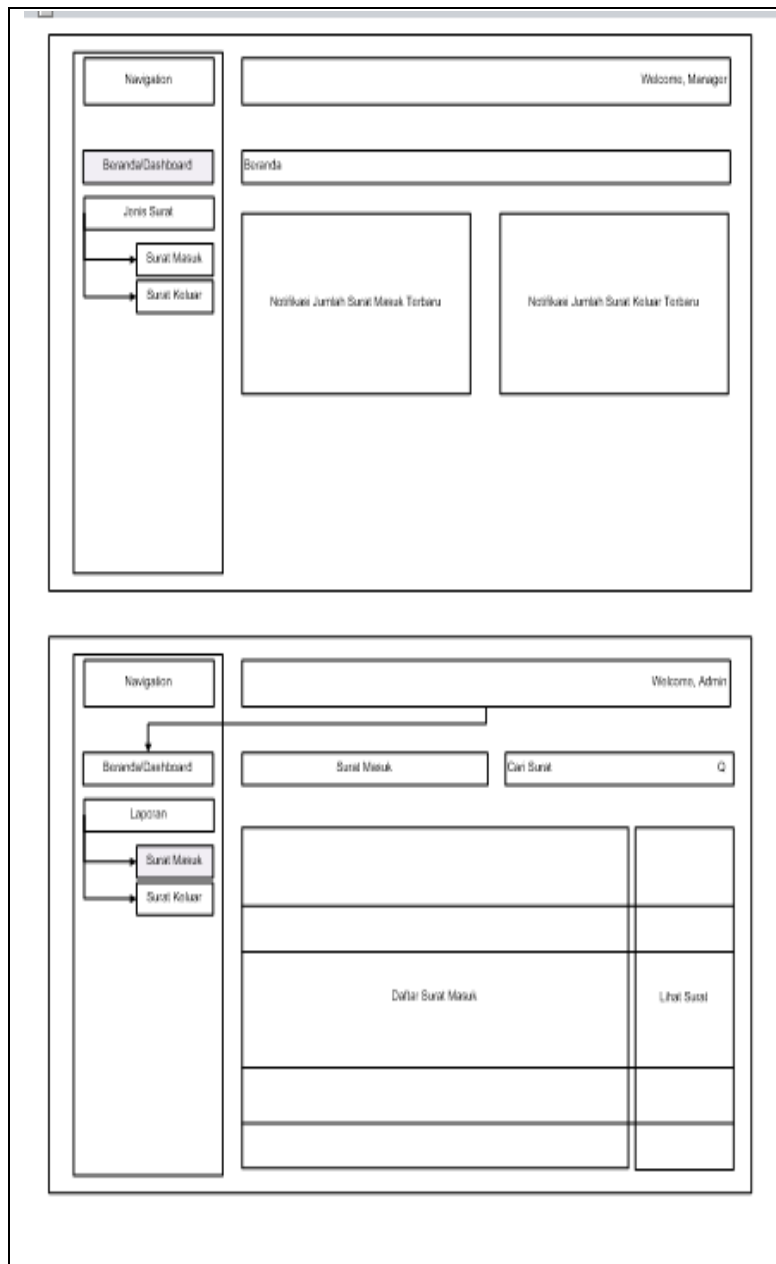 Navigation
Welcome, Manager
Beranda/Dashboard
Beranda
Jenis Surat
Surat Masuk
Surat Keluar
Notifikasi Jumlah Surat Masuk Terbaru
Notifikasi Jumlah Surat Keluar Terbaru
Navigation
Welcome, Admin
Beranda/Dashboard
Surat Masuk
Cari Surat
Q
Laporan
Surat Masuk
Surat Keluar
Daftar Surat Masuk
Lihat Surat